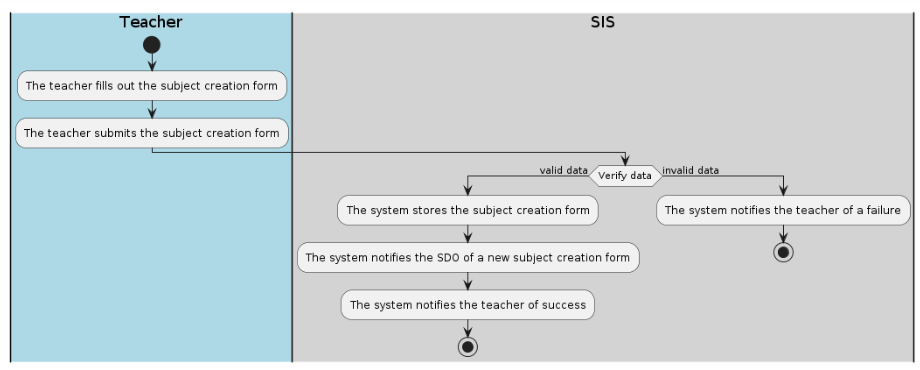 Teacher
SIS
The teacher fills out the subject creation form
The teacher submits the subject creation form
valid data
Verify data
invalid data
The system stores the subject creation form
The system notifies the teacher of a failure
The system notifies the SDO of a new subject creation form
The system notifies the teacher of success